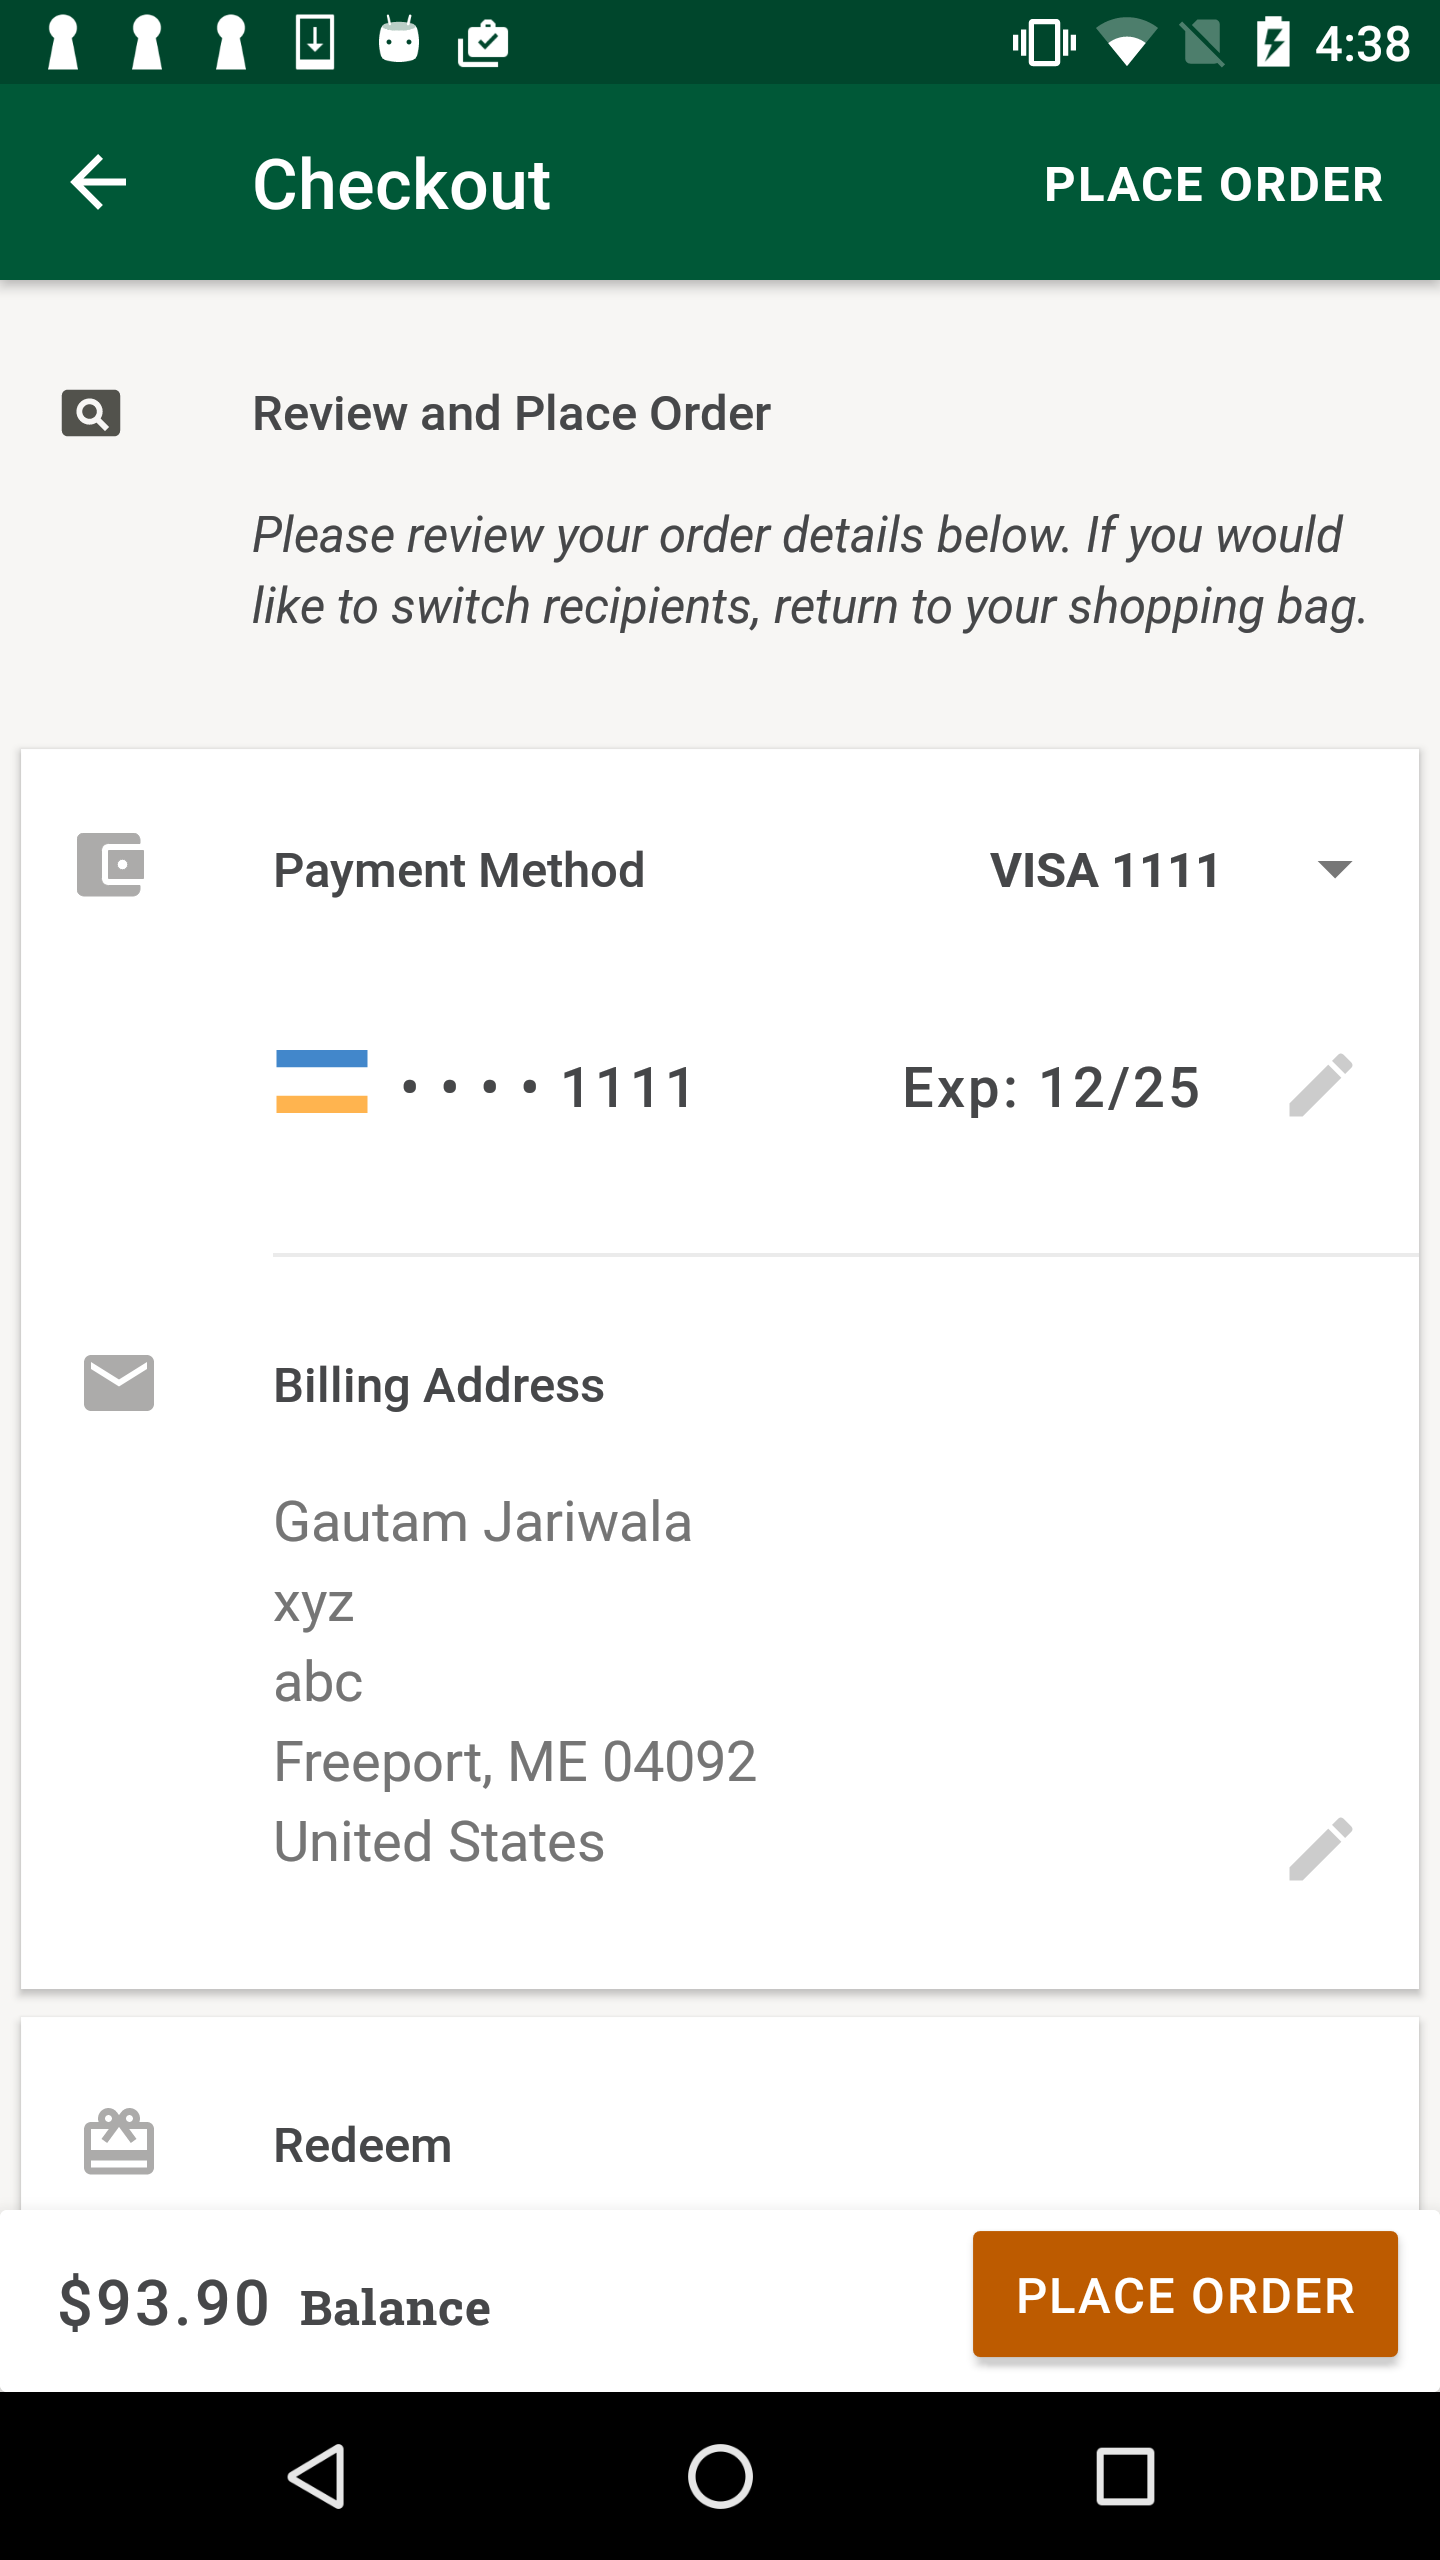 4:38
Checkout PLACE ORDER
Review and Place Order
Please review your order details below. If you would
like to switch recipients, return to your shopping bag.
Payment Method VISA 1111
• • • • 1111 Exp: 12/25
Billing Address
Gautam Jariwala
xyz
abc
Freeport, ME 04092
United States
Redeem
$93.90 Balance PLACE ORDER